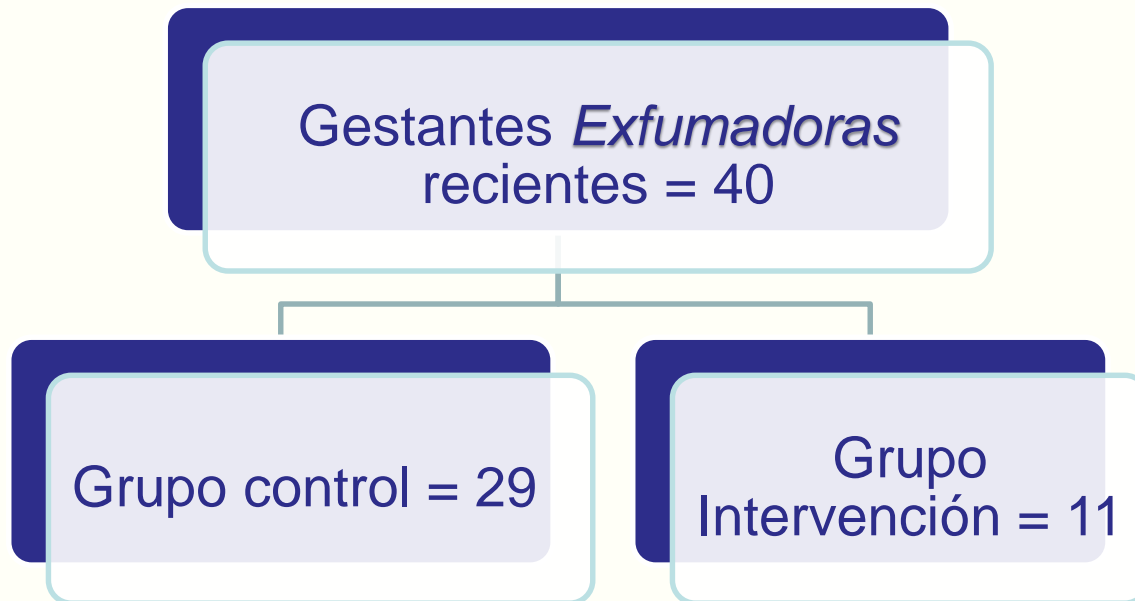 Gestantes Exfumadoras
recientes = 40
Grupo control = 29
Grupo
Intervención = 11